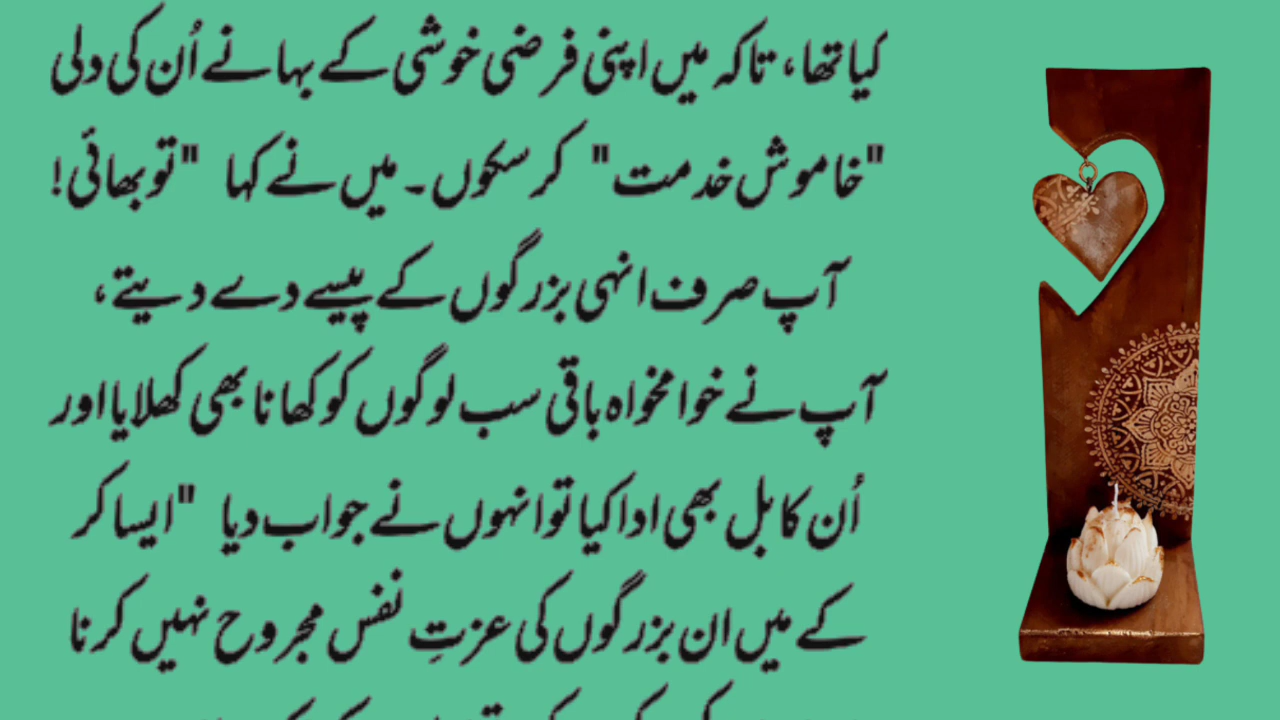 کیا تھا، تاکہ میں اپنی فرضی خوشی کے بہانے اُن کی دلی
"خاموش خدمت" کر سکوں۔ میں نے کہا "تو بھائی!
آپ صرف انہی بزرگوں کے پیسے دے دیتے،
آپ نے خوامخواہ باقی سب لوگوں کو کھانا بھی کھلایا اور
اُن کا بل بھی ادا کیا تو انہوں نے جواب دیا "ایسا کر
کے میں ان بزرگوں کی عزتِ نفس مجروح نہیں کرنا